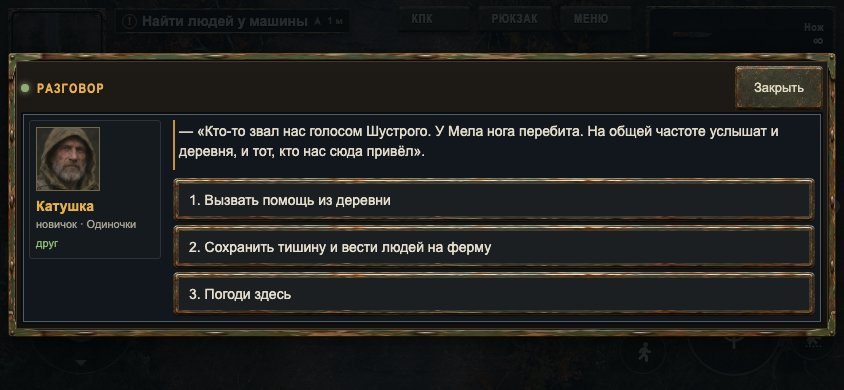 Найти людей у машины 1 м
КПК
РЮКЗАК
МЕНЮ
Нож
∞
РАЗГОВОР
Закрыть
— «Кто-то звал нас голосом Шустрого. У Мела нога перебита. На общей частоте услышат и
деревня, и тот, кто нас сюда привёл».
Катушка
новичок · Одиночки
друг
1. Вызвать помощь из деревни
2. Сохранить тишину и вести людей на ферму
3. Погоди здесь